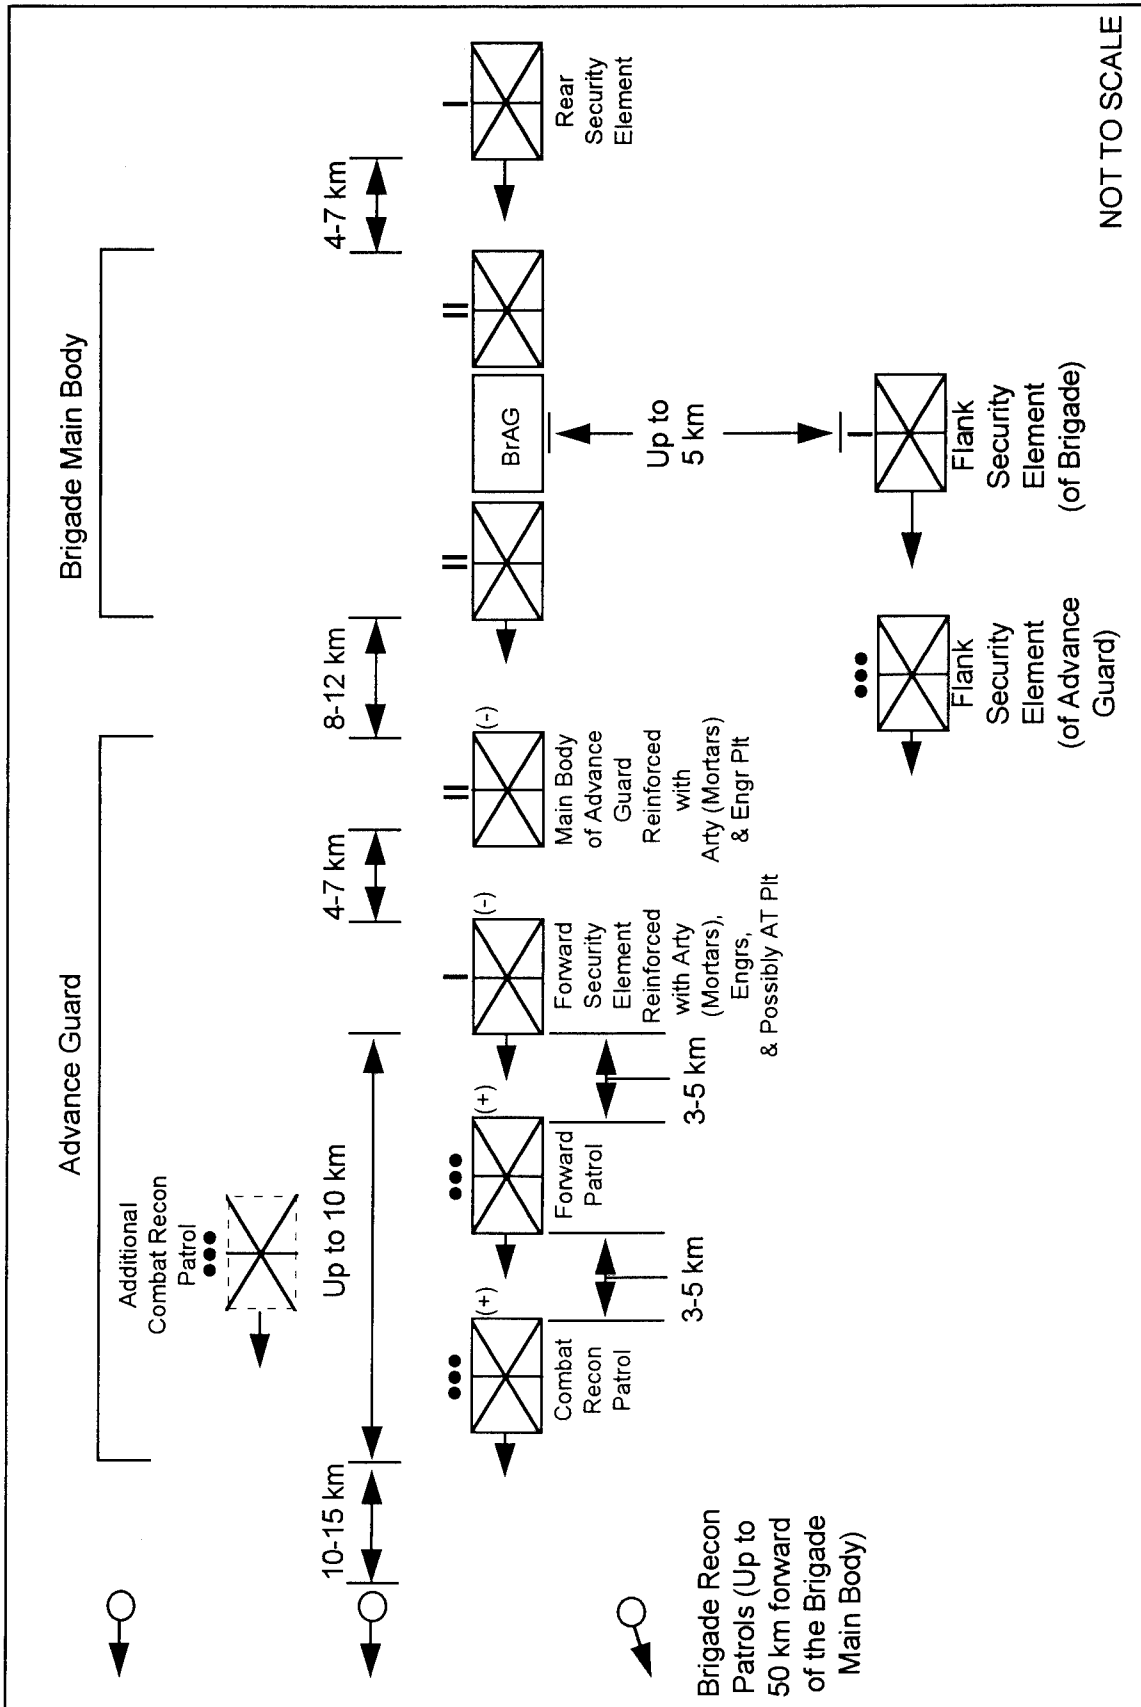 Advance Guard
Brigade Main Body
Additional
Combat Recon
Patrol
10-15 km
Up to 10 km
4-7 km
8-12 km
4-7 km
(+)
(+)
(-)
(-)
BrAG
Combat
Recon
Patrol
Forward
Patrol
Forward
Security
Element
Reinforced
with Arty
(Mortars),
Engrs,
& Possibly AT Plt
Main Body
of Advance
Guard
Reinforced
with
Arty (Mortars)
& Engr Plt
Rear
Security
Element
3-5 km
3-5 km
Up to
5 km
Brigade Recon
Patrols (Up to
50 km forward
of the Brigade
Main Body)
Flank
Security
Element
(of Advance
Guard)
Flank
Security
Element
(of Brigade)
NOT TO SCALE